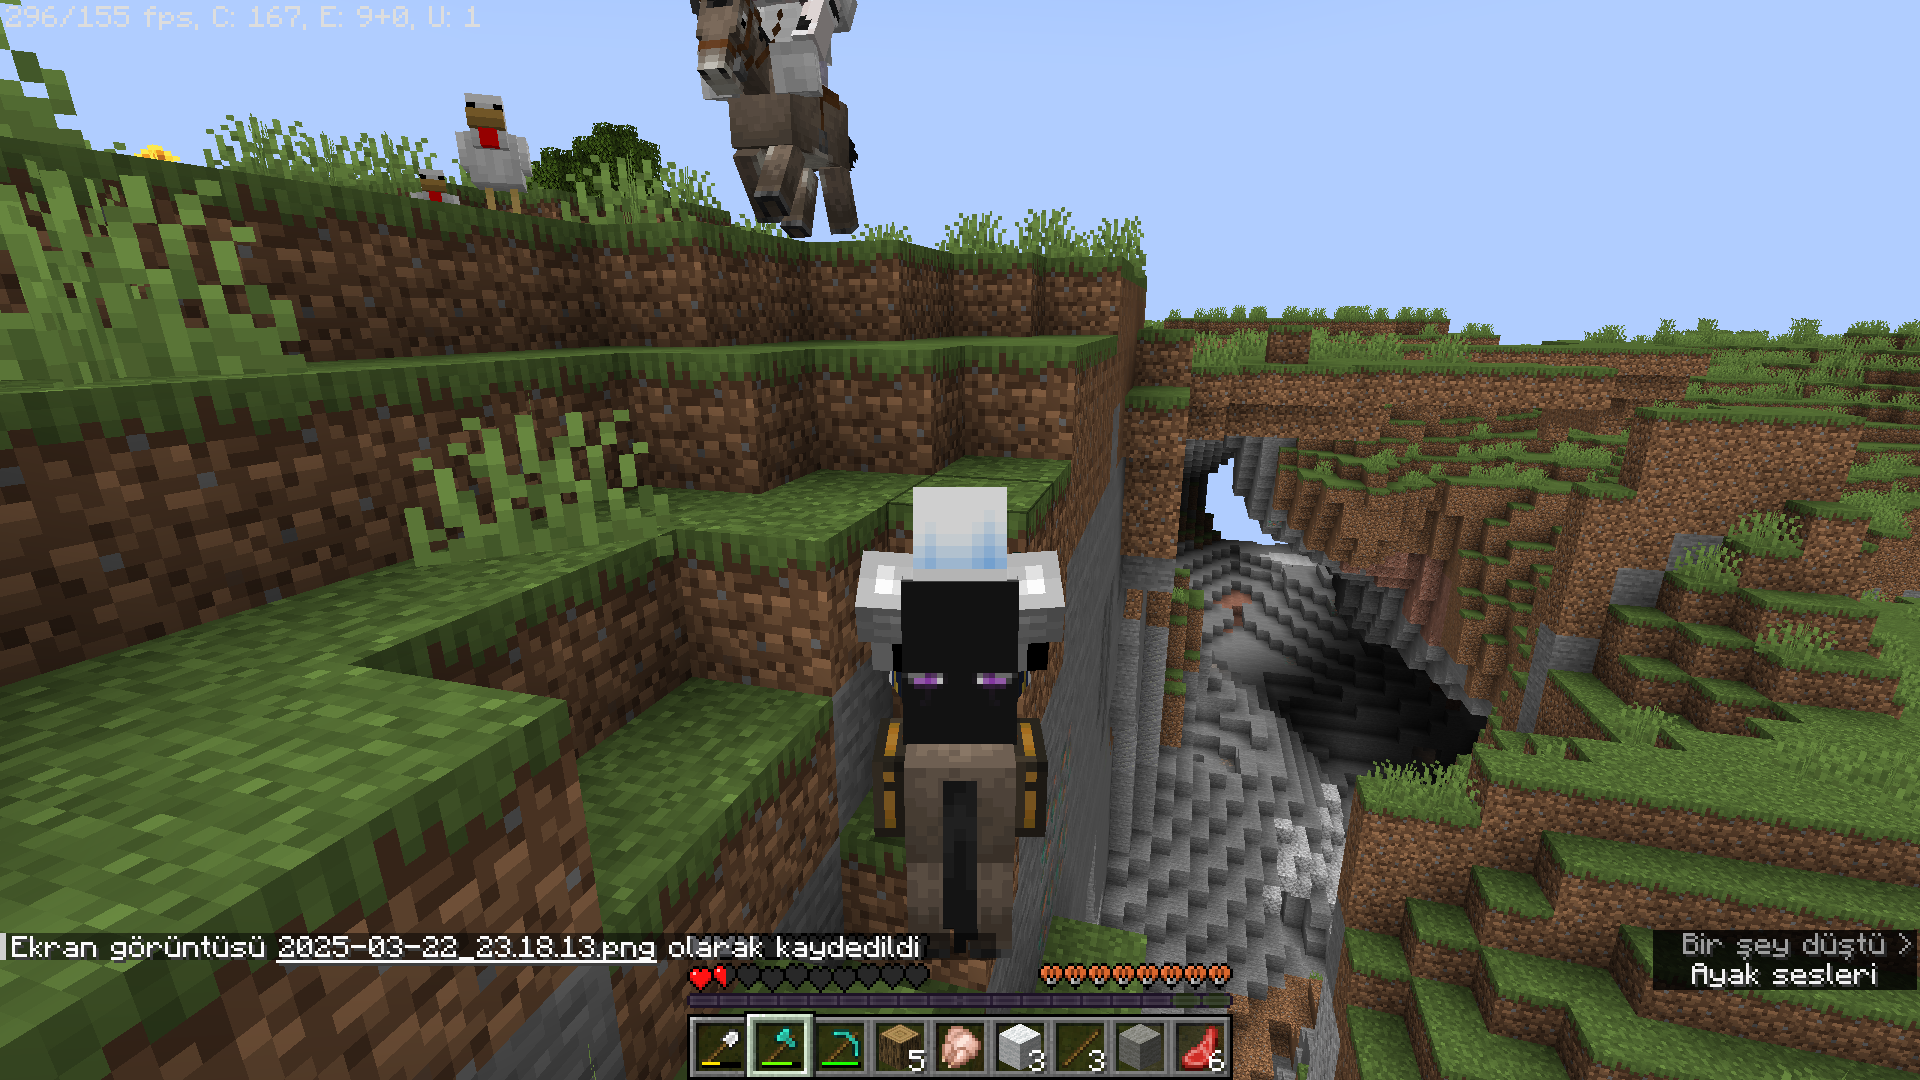 296/155 fps, C: 167, E: 9+0, U: 1
Ekran görüntüsü 2025-03-22_23.18.13.png olarak kaydedildi
Bir şey düştü >
Ayak sesleri
5
3
3
6